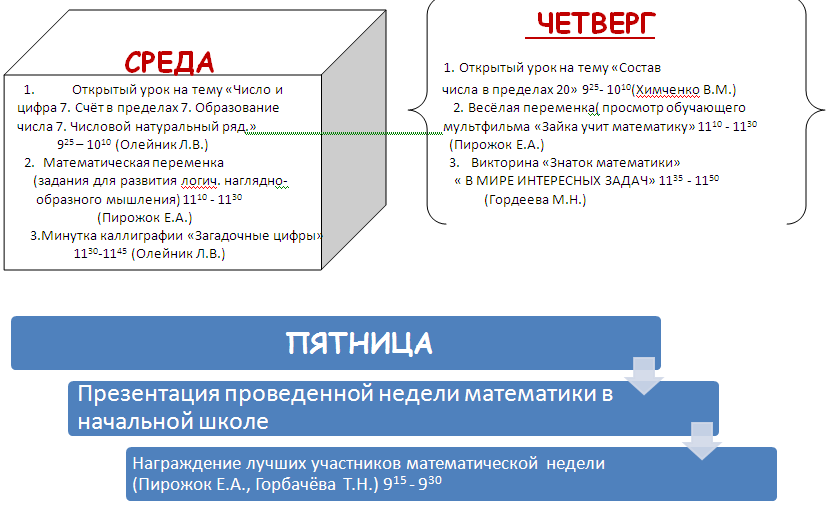 СРЕДА
1. Открытый урок на тему «Число и
цифра 7. Счёт в пределах 7. Образование
числа 7. Числовой натуральный ряд.»
9²⁵ – 10¹⁰ (Олейник Л.В.)
2. Математическая переменка
(задания для развития логич. наглядно-
образного мышления) 11¹⁰ - 11³⁰
(Пирожок Е.А.)
3.Минутка каллиграфии «Загадочные цифры»
11³⁰-11⁴⁵ (Олейник Л.В.)
ЧЕТВЕРГ
1. Открытый урок на тему «Состав
числа в пределах 20» 9²⁵- 10¹⁰(Химченко В.М.)
2. Весёлая переменка( просмотр обучающего
мультфильма «Зайка учит математику» 11¹⁰ - 11³⁰
(Пирожок Е.А.)
3. Викторина «Знаток математики»
« В МИРЕ ИНТЕРЕСНЫХ ЗАДАЧ» 11³⁵ - 11⁵⁰
(Гордеева М.Н.)
ПЯТНИЦА
Презентация проведенной недели математики в
начальной школе
Награждение лучших участников математической недели
(Пирожок Е.А., Горбачёва Т.Н.) 9¹⁵ - 9³⁰